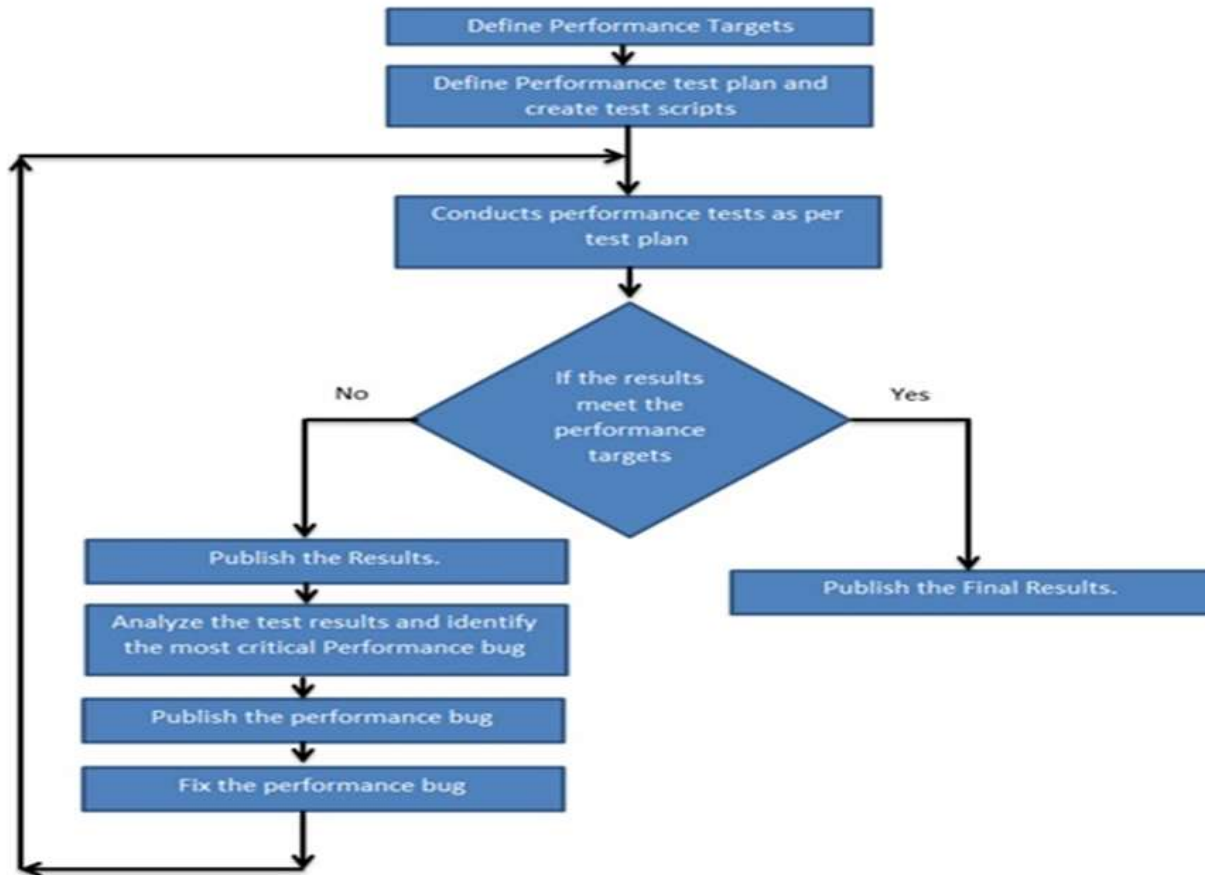 Define Performance Targets
Define Performance test plan and
create test scripts
Conducts performance tests as per
test plan
If the results
meet the
performance
targets
No
Yes
Publish the Results.
Analyze the test results and identify
the most critical Performance bug
Publish the performance bug
Fix the performance bug
Publish the Final Results.